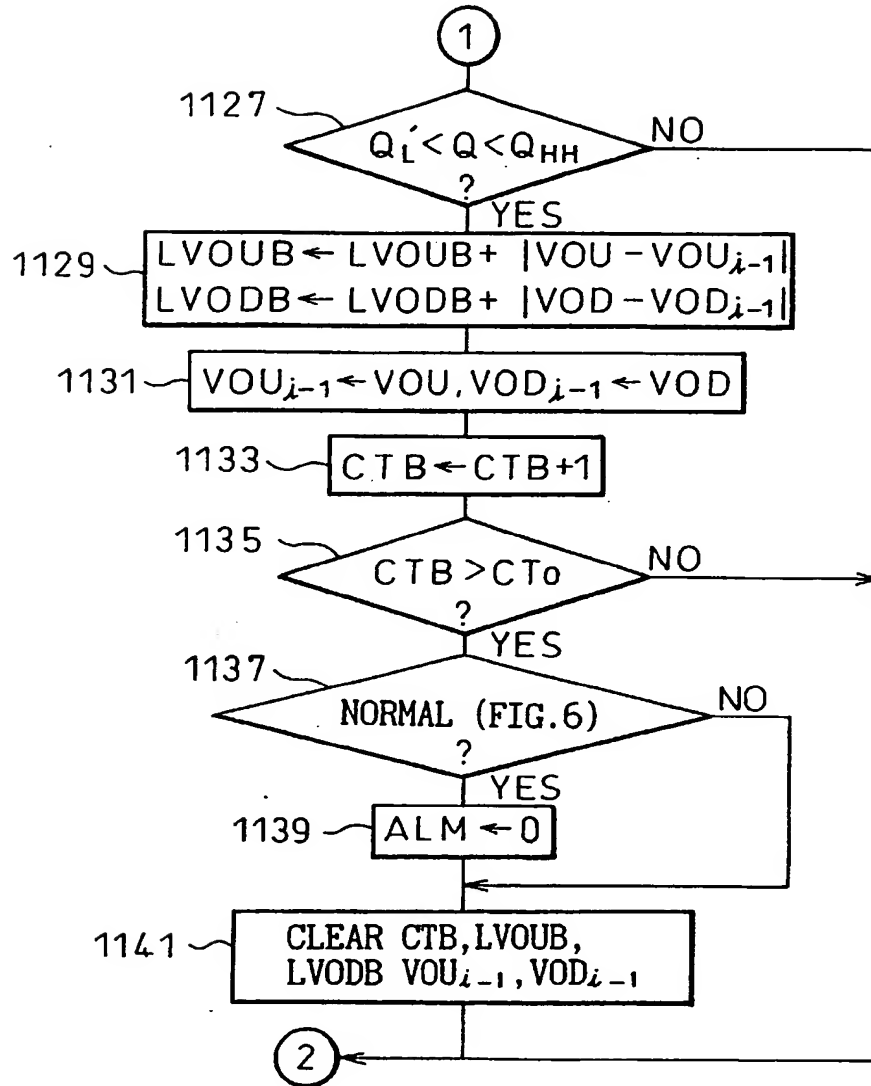 1
1127
Q'L < Q < QHH
?
NO
YES
1129
LVOUB ← LVOUB + |VOU − VOUi−1|
LVODB ← LVODB + |VOD − VODi−1|
1131
VOUi−1 ← VOU, VODi−1 ← VOD
1133
CTB ← CTB+1
1135
CTB > CTo
?
NO
YES
1137
NORMAL (FIG.6)
?
NO
YES
1139
ALM ← 0
1141
CLEAR CTB, LVOUB,
LVODB VOUi−1, VODi−1
2